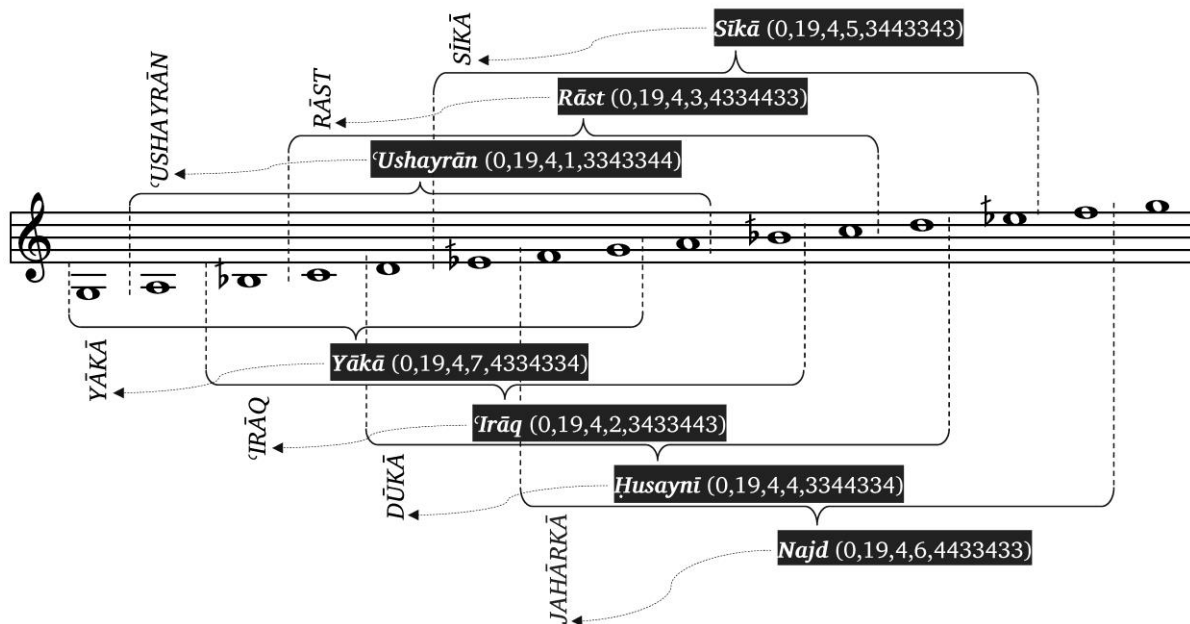 SĪKĀ
Sīkā (0,19,4,5,3443343)
RĀST
Rāst (0,19,4,3,4334433)
ʿUSHAYRĀN
ʿUshayrān (0,19,4,1,3343344)
YĀKĀ
Yākā (0,19,4,7,4334334)
ʿIRĀQ
ʿIrāq (0,19,4,2,3433443)
DŪKĀ
Ḥusaynī (0,19,4,4,3344334)
JAHĀRKĀ
Najd (0,19,4,6,4433433)